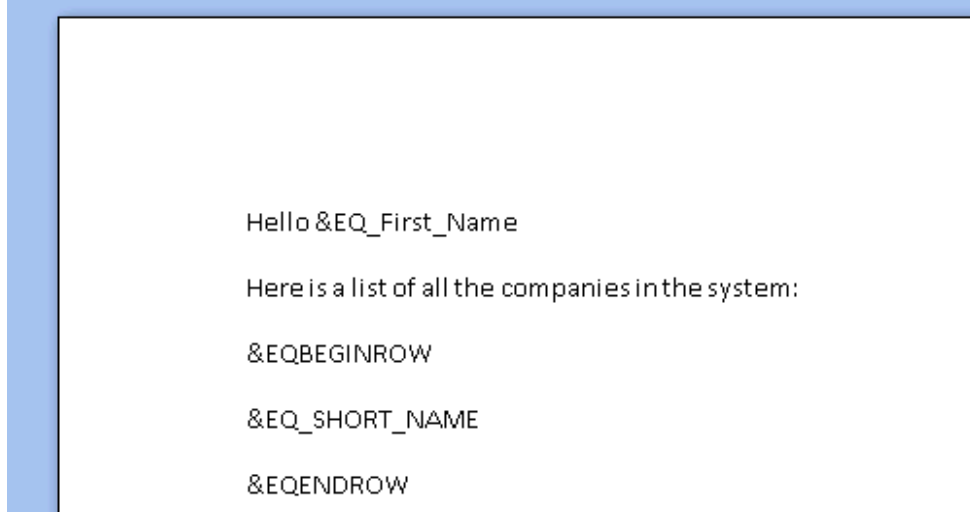 Hello &EQ_First_Name
Here is a list of all the companies in the system:
&EQBEGINROW
&EQ_SHORT_NAME
&EQENDROW